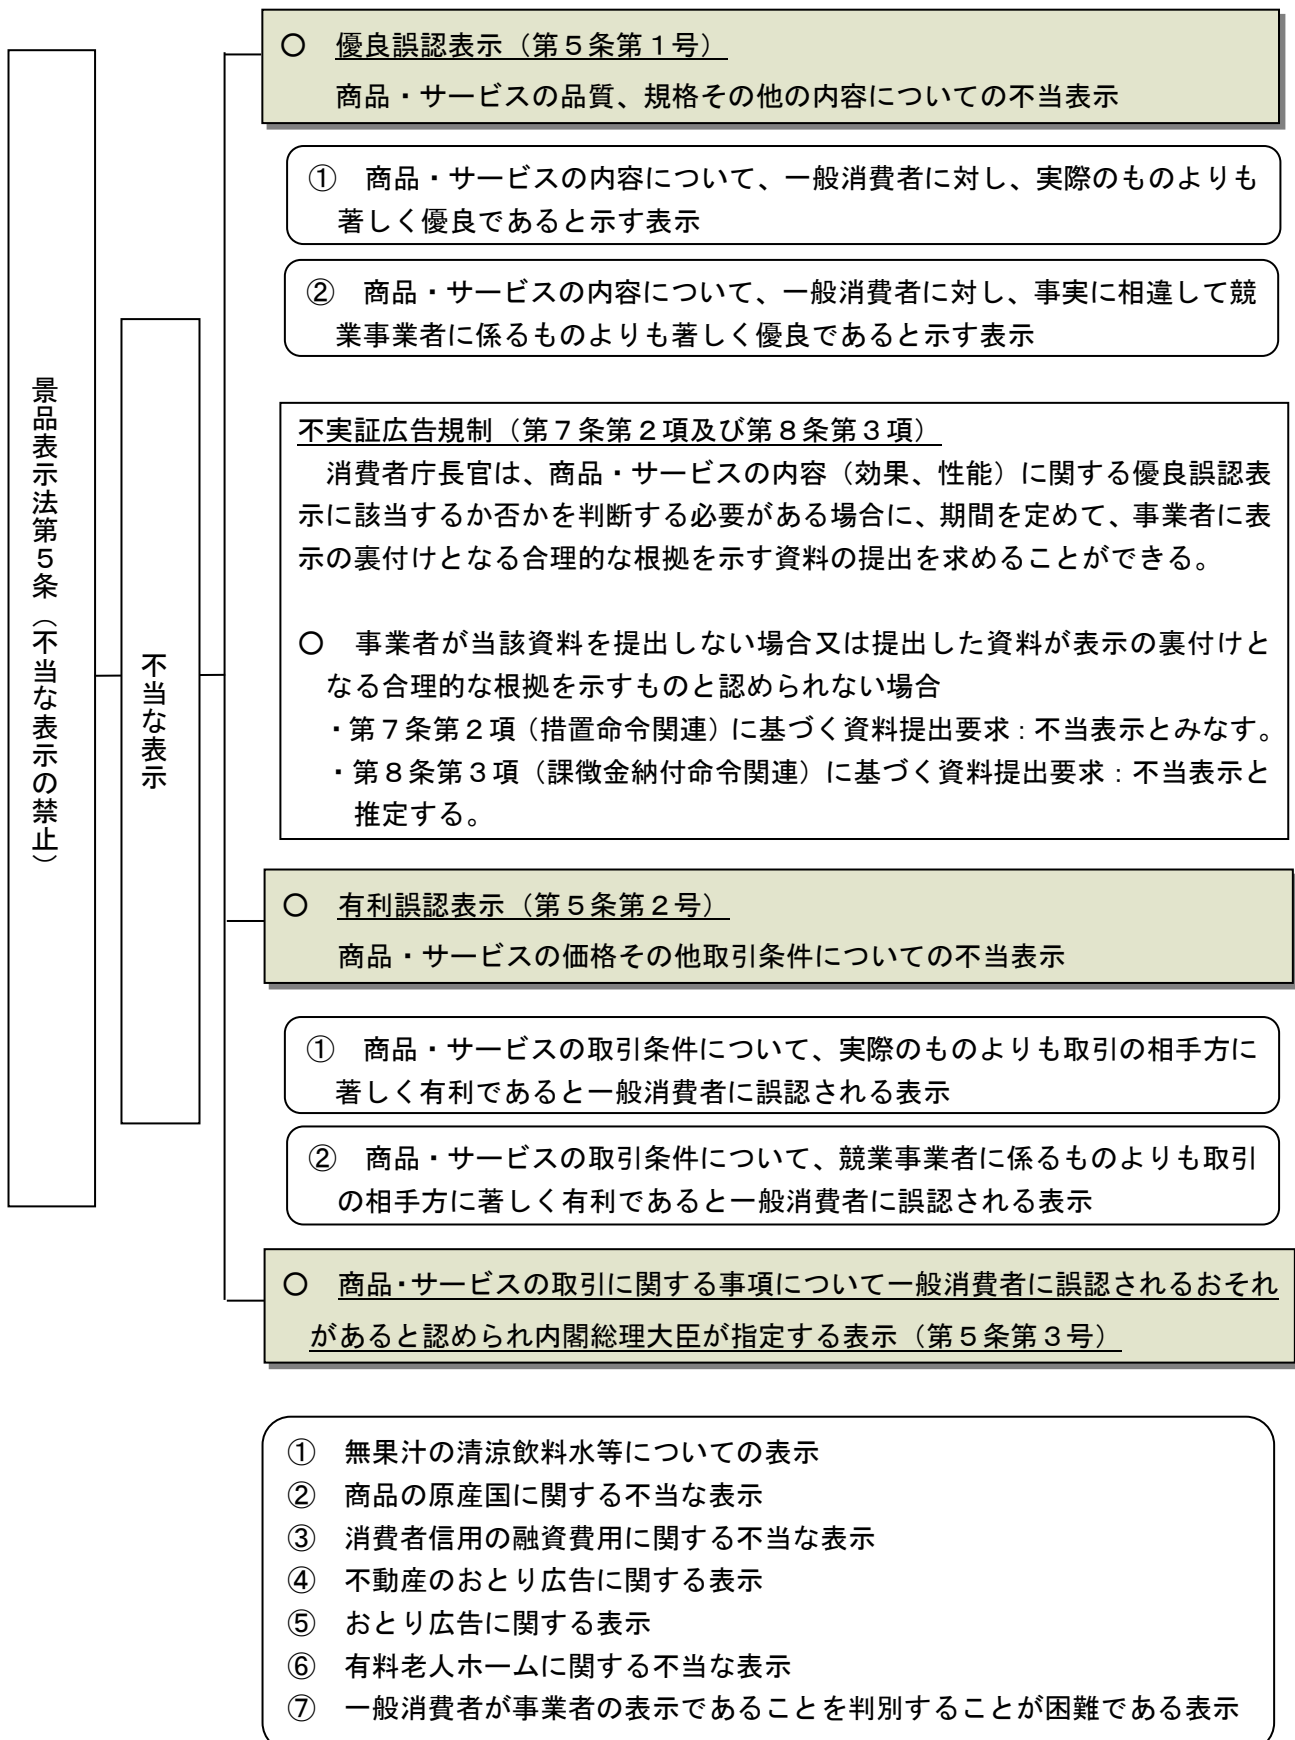 景品表示法第５条（不当な表示の禁止）
不当な表示
○　優良誤認表示（第５条第１号）
商品・サービスの品質、規格その他の内容についての不当表示
①　商品・サービスの内容について、一般消費者に対し、実際のものよりも
著しく優良であると示す表示
②　商品・サービスの内容について、一般消費者に対し、事実に相違して競
業事業者に係るものよりも著しく優良であると示す表示
不実証広告規制（第７条第２項及び第８条第３項）
消費者庁長官は、商品・サービスの内容（効果、性能）に関する優良誤認表
示に該当するか否かを判断する必要がある場合に、期間を定めて、事業者に表
示の裏付けとなる合理的な根拠を示す資料の提出を求めることができる。
○　事業者が当該資料を提出しない場合又は提出した資料が表示の裏付けと
なる合理的な根拠を示すものと認められない場合
・第７条第２項（措置命令関連）に基づく資料提出要求：不当表示とみなす。
・第８条第３項（課徴金納付命令関連）に基づく資料提出要求：不当表示と
推定する。
○　有利誤認表示（第５条第２号）
商品・サービスの価格その他取引条件についての不当表示
①　商品・サービスの取引条件について、実際のものよりも取引の相手方に
著しく有利であると一般消費者に誤認される表示
②　商品・サービスの取引条件について、競業事業者に係るものよりも取引
の相手方に著しく有利であると一般消費者に誤認される表示
○　商品・サービスの取引に関する事項について一般消費者に誤認されるおそれ
があると認められ内閣総理大臣が指定する表示（第５条第３号）
①　無果汁の清涼飲料水等についての表示
②　商品の原産国に関する不当な表示
③　消費者信用の融資費用に関する不当な表示
④　不動産のおとり広告に関する表示
⑤　おとり広告に関する表示
⑥　有料老人ホームに関する不当な表示
⑦　一般消費者が事業者の表示であることを判別することが困難である表示